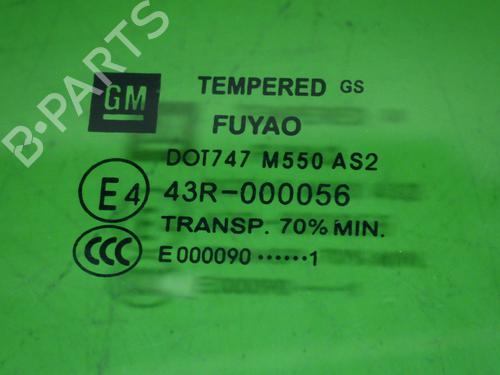 B-PARTS
GM TEMPERED GS
FUYAO
DOT747 M550 AS2
E4 43R-000056
TRANSP. 70% MIN.
CCC E000090······1